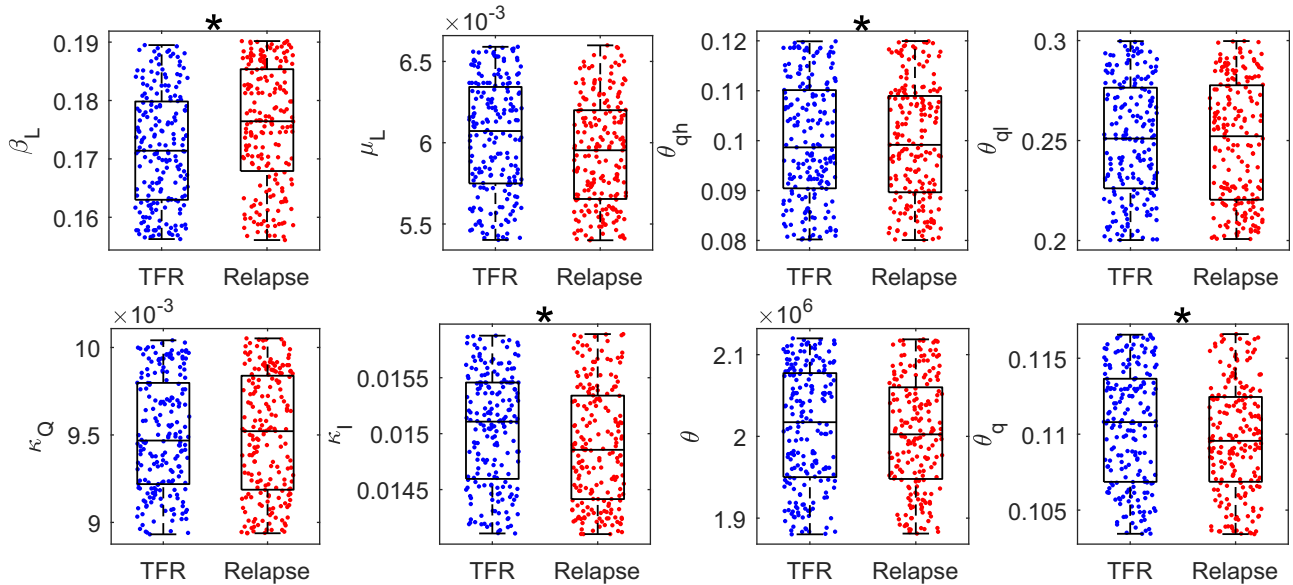 *
β_L
0.19
0.18
0.17
0.16
TFR Relapse
×10⁻³
μ_L
6.5
6
5.5
TFR Relapse
*
θ_qh
0.12
0.11
0.1
0.09
0.08
TFR Relapse
θ_ql
0.3
0.25
0.2
TFR Relapse
×10⁻³
κ_Q
10
9.5
9
TFR Relapse
*
κ_I
0.0155
0.015
0.0145
TFR Relapse
×10⁶
θ
2.1
2
1.9
TFR Relapse
*
θ_q
0.115
0.11
0.105
TFR Relapse